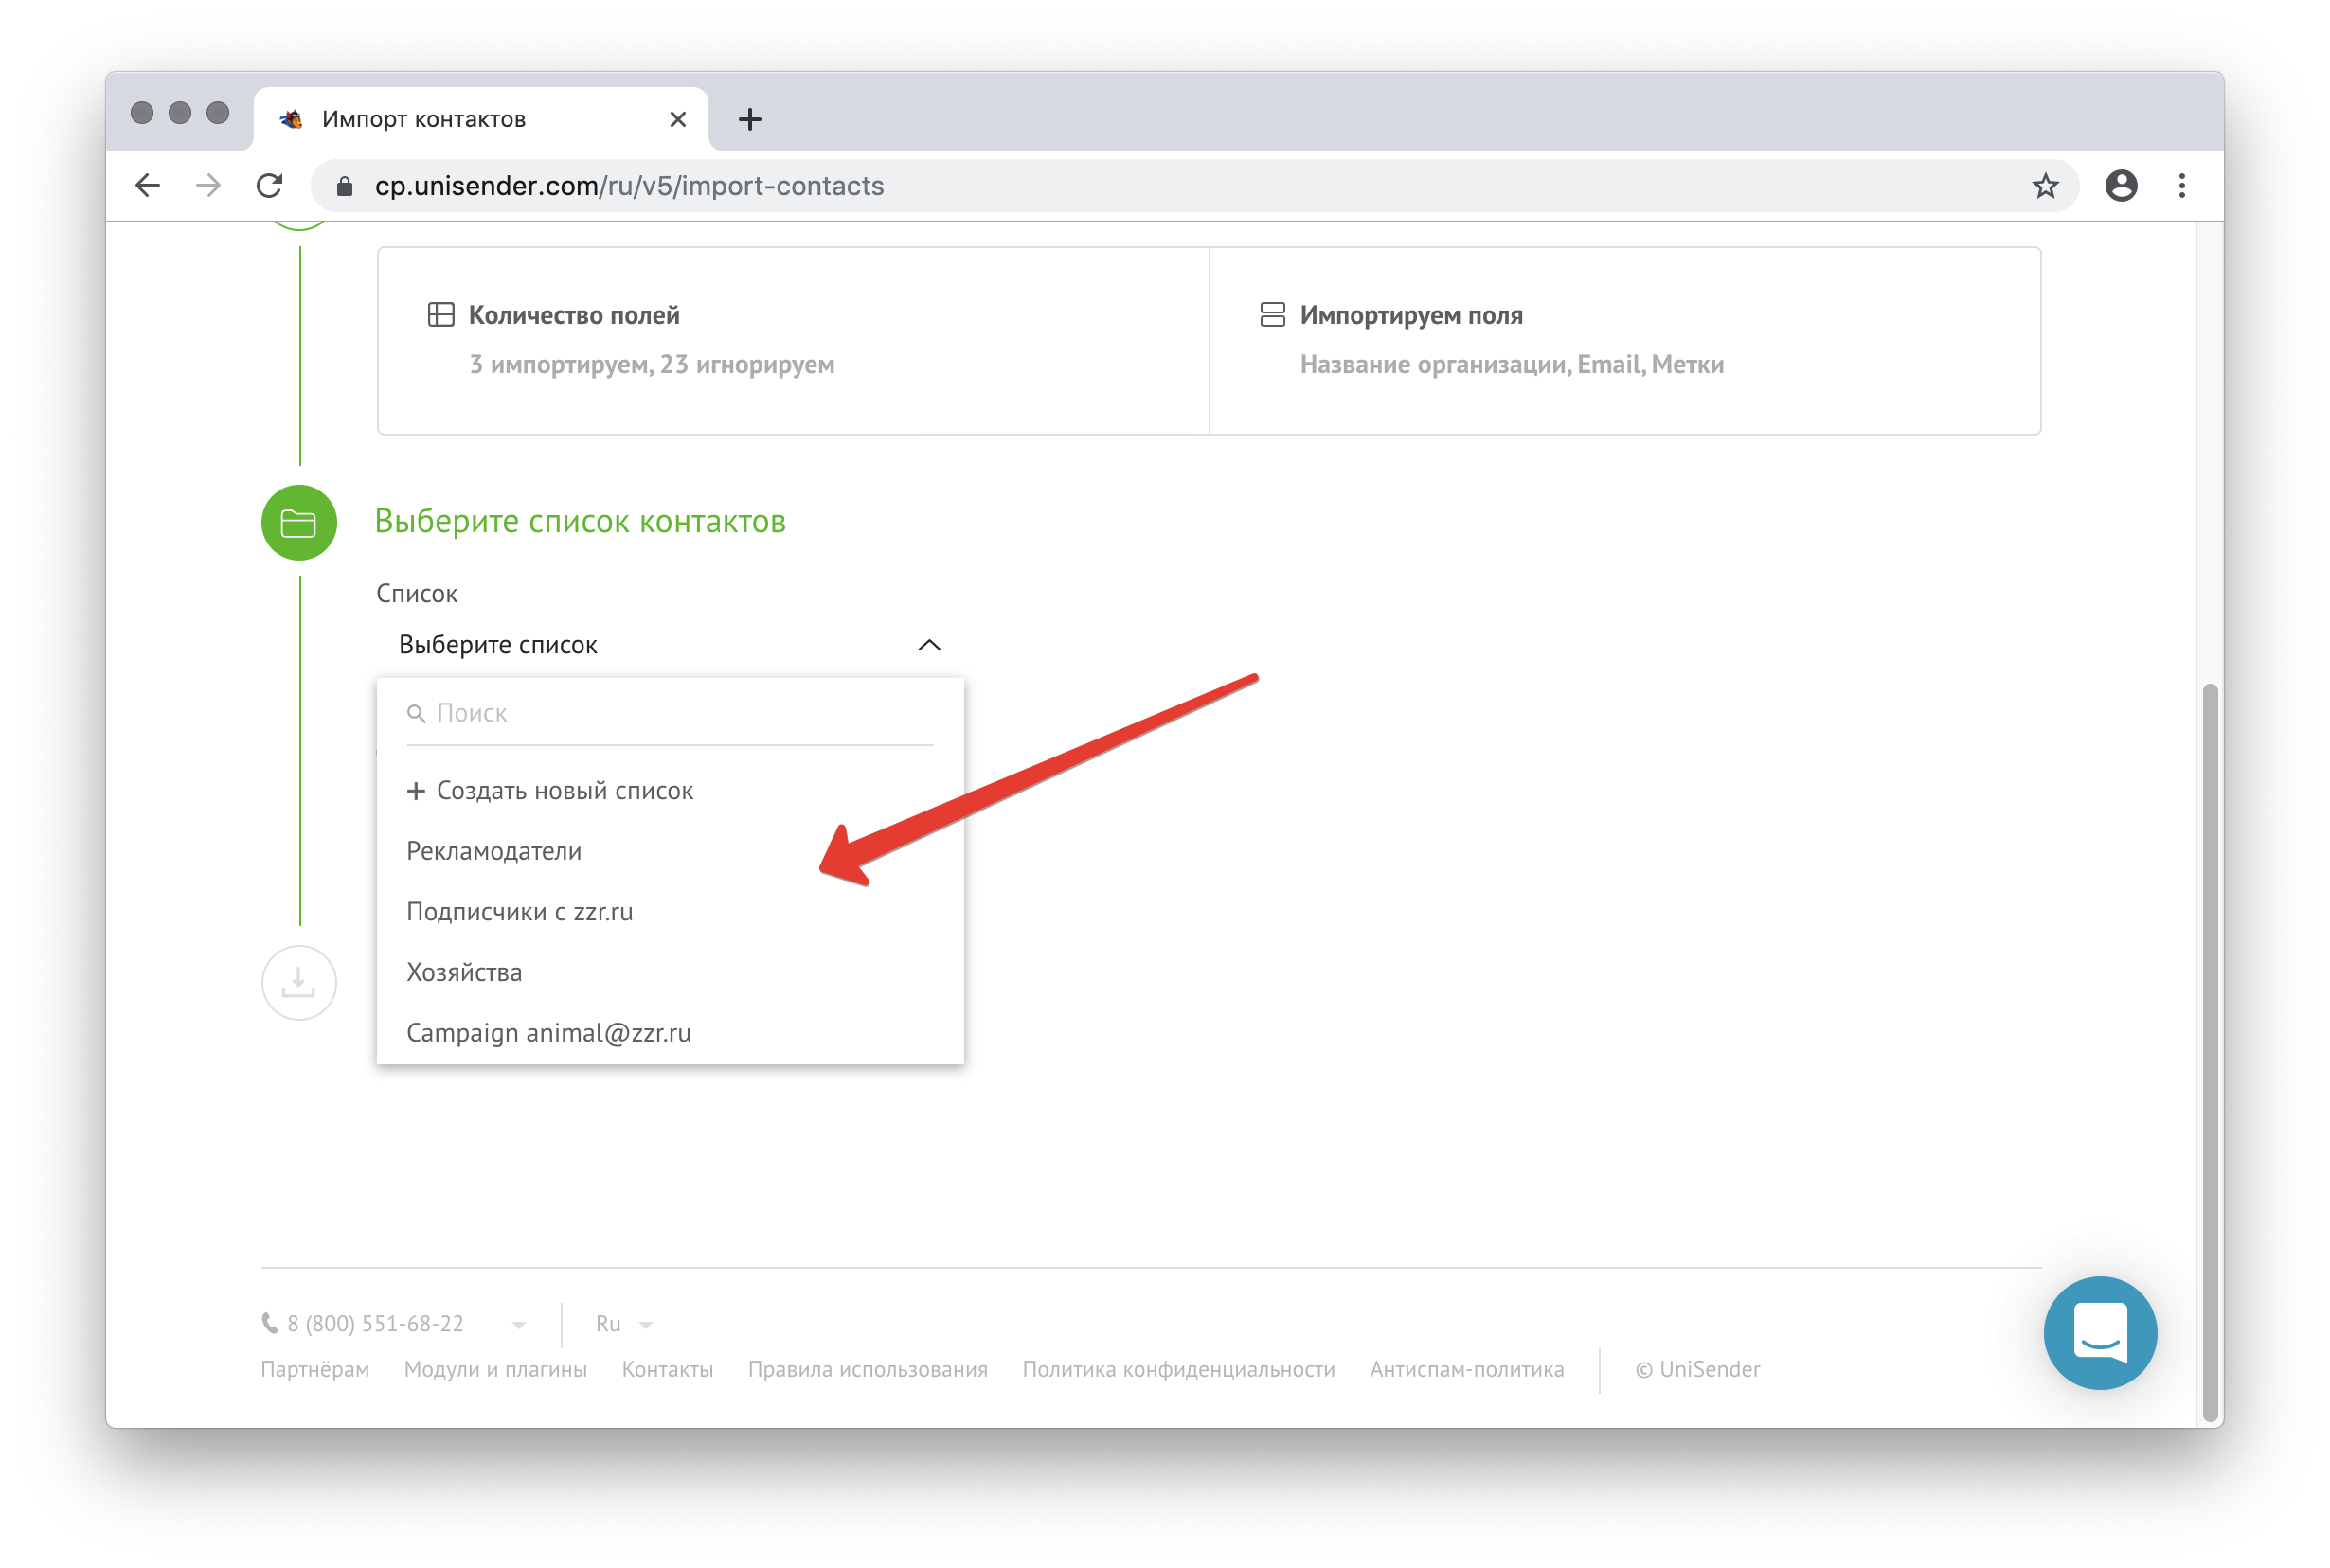 Импорт контактов
cp.unisender.com/ru/v5/import-contacts
Количество полей
3 импортируем, 23 игнорируем
Импортируем поля
Название организации, Email, Метки
Выберите список контактов
Список
Выберите список
Поиск
+ Создать новый список
Рекламодатели
Подписчики с zzr.ru
Хозяйства
Campaign animal@zzr.ru
8 (800) 551-68-22
Ru
Партнёрам Модули и плагины Контакты Правила использования Политика конфиденциальности Антиспам-политика © UniSender